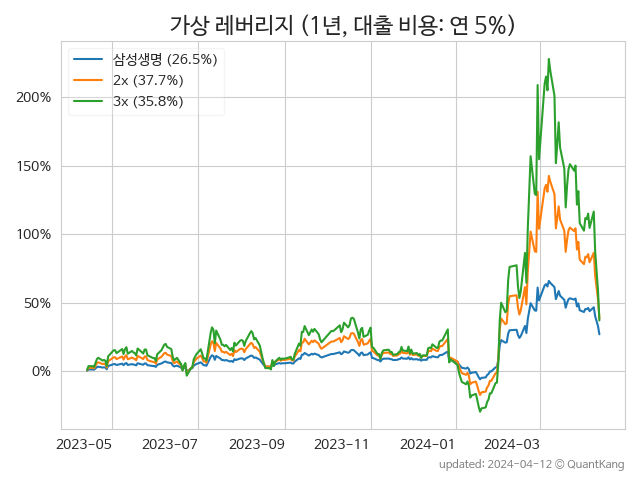 가상 레버리지 (1년, 대출 비용: 연 5%)
삼성생명 (26.5%)
2x (37.7%)
3x (35.8%)
200%
150%
100%
50%
0%
2023-05 2023-07 2023-09 2023-11 2024-01 2024-03
updated: 2024-04-12 © QuantKang